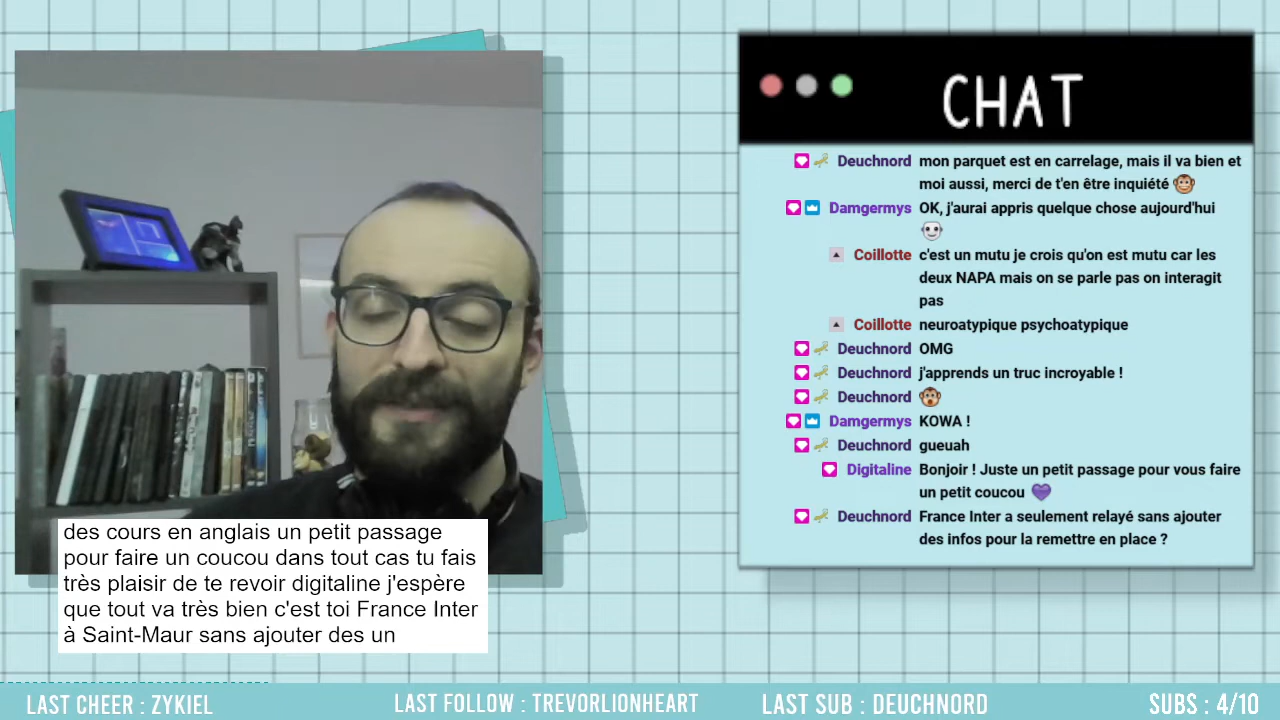 CHAT
Deuchnord mon parquet est en carrelage, mais il va bien et
moi aussi, merci de t'en être inquiété
Damgermys OK, j'aurai appris quelque chose aujourd'hui
Coillotte c'est un mutu je crois qu'on est mutu car les
deux NAPA mais on se parle pas on interagit
pas
Coillotte neuroatypique psychoatypique
Deuchnord OMG
Deuchnord j'apprends un truc incroyable !
Deuchnord
Damgermys KOWA !
Deuchnord gueuah
Digitaline Bonjoir ! Juste un petit passage pour vous faire
un petit coucou
Deuchnord France Inter a seulement relayé sans ajouter
des infos pour la remettre en place ?
des cours en anglais un petit passage
pour faire un coucou dans tout cas tu fais
très plaisir de te revoir digitaline j'espère
que tout va très bien c'est toi France Inter
à Saint-Maur sans ajouter des un
LAST CHEER : ZYKIEL
LAST FOLLOW : TREVORLIONHEART
LAST SUB : DEUCHNORD
SUBS : 4/10